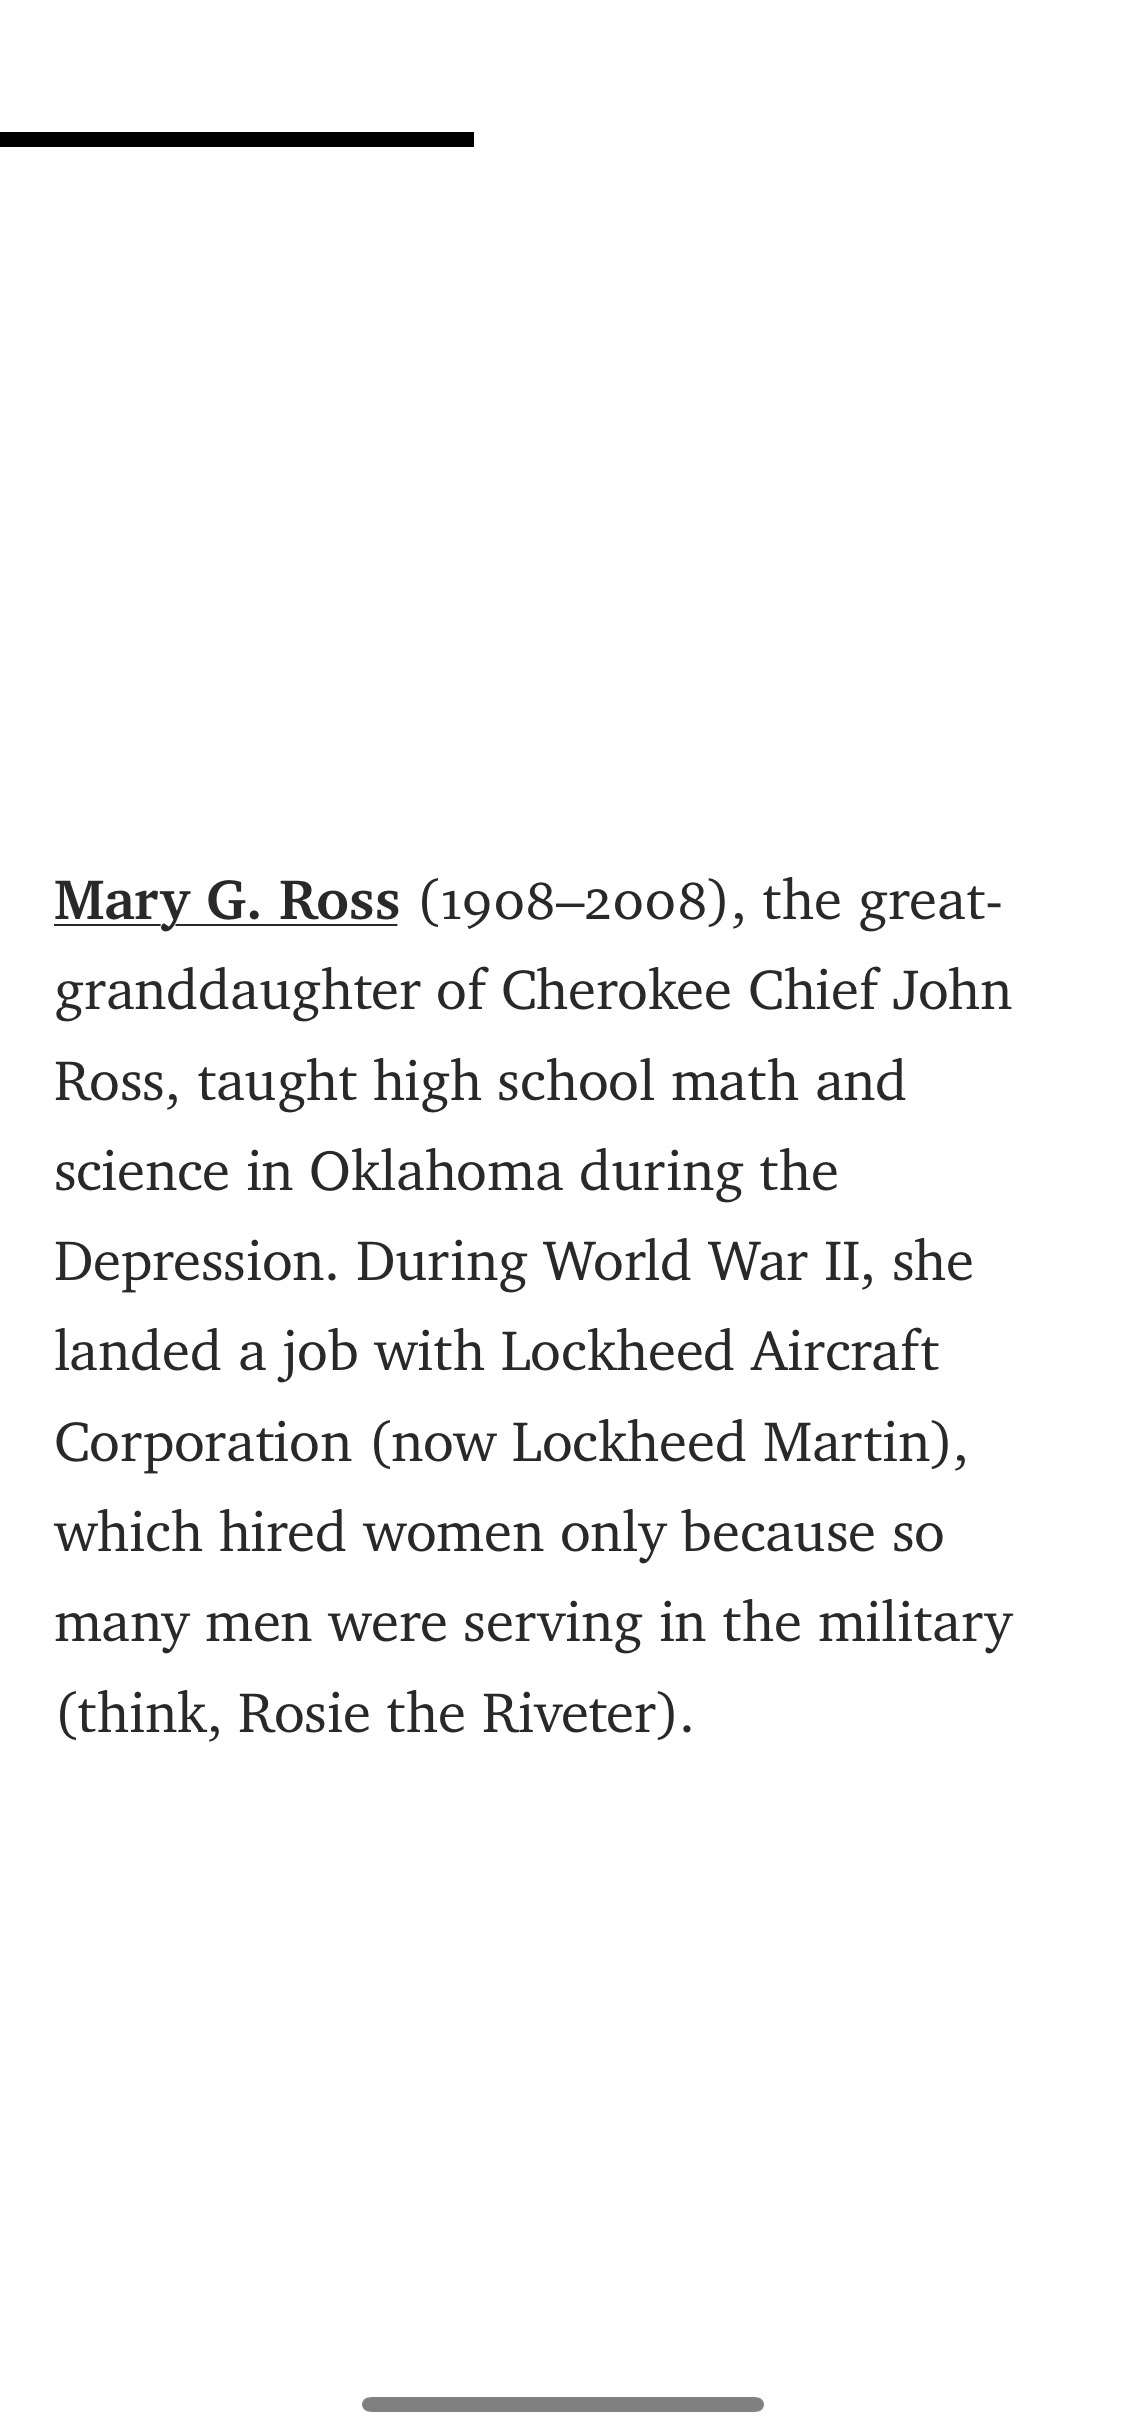 Mary G. Ross (1908–2008), the great-
granddaughter of Cherokee Chief John
Ross, taught high school math and
science in Oklahoma during the
Depression. During World War II, she
landed a job with Lockheed Aircraft
Corporation (now Lockheed Martin),
which hired women only because so
many men were serving in the military
(think, Rosie the Riveter).